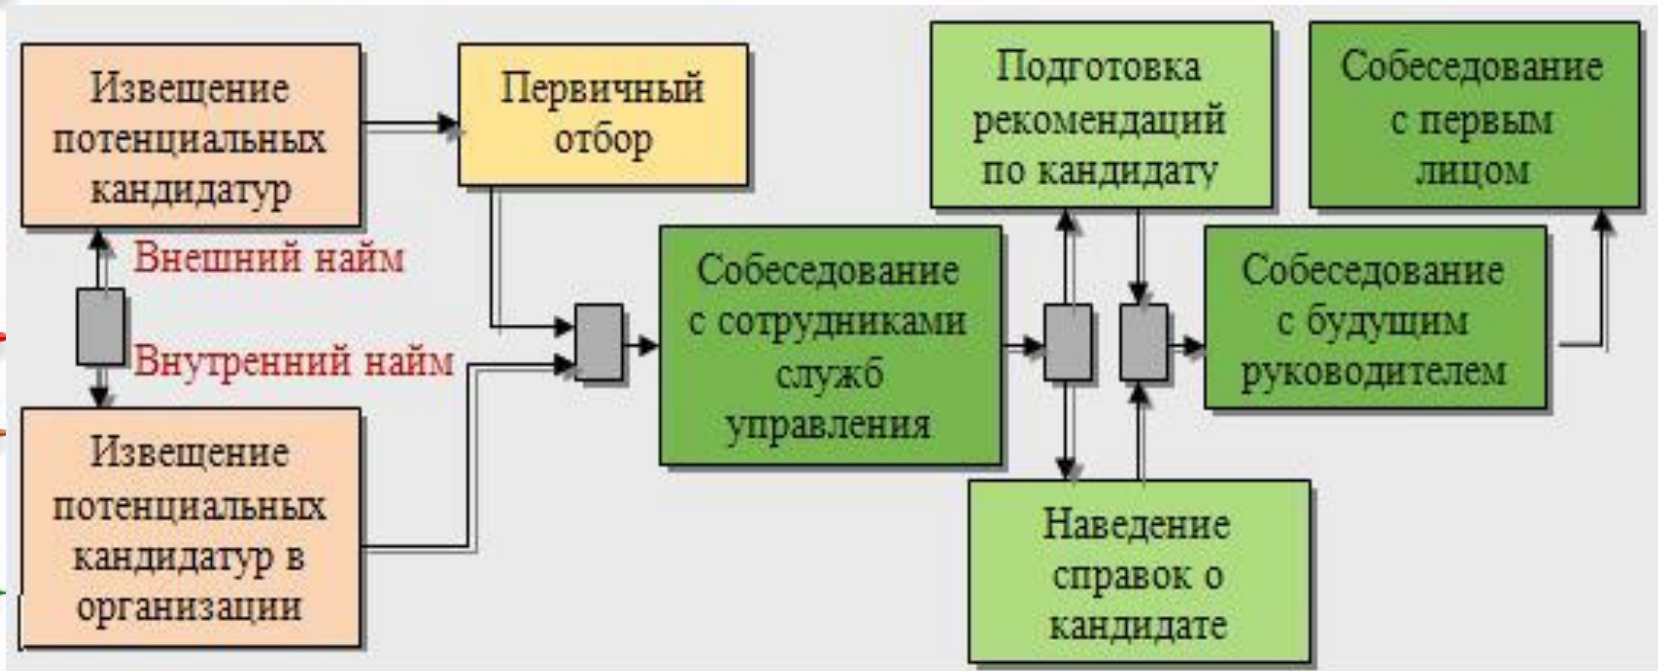 Извещение
потенциальных
кандидатур
Первичный
отбор
Внешний найм
Внутренний найм
Извещение
потенциальных
кандидатур в
организации
Собеседование
с сотрудниками
служб
управления
Подготовка
рекомендаций
по кандидату
Наведение
справок о
кандидате
Собеседование
с будущим
руководителем
Собеседование
с первым
лицом